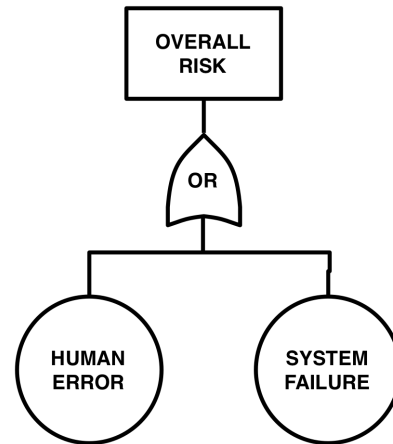 OVERALL
RISK
OR
HUMAN
ERROR
SYSTEM
FAILURE